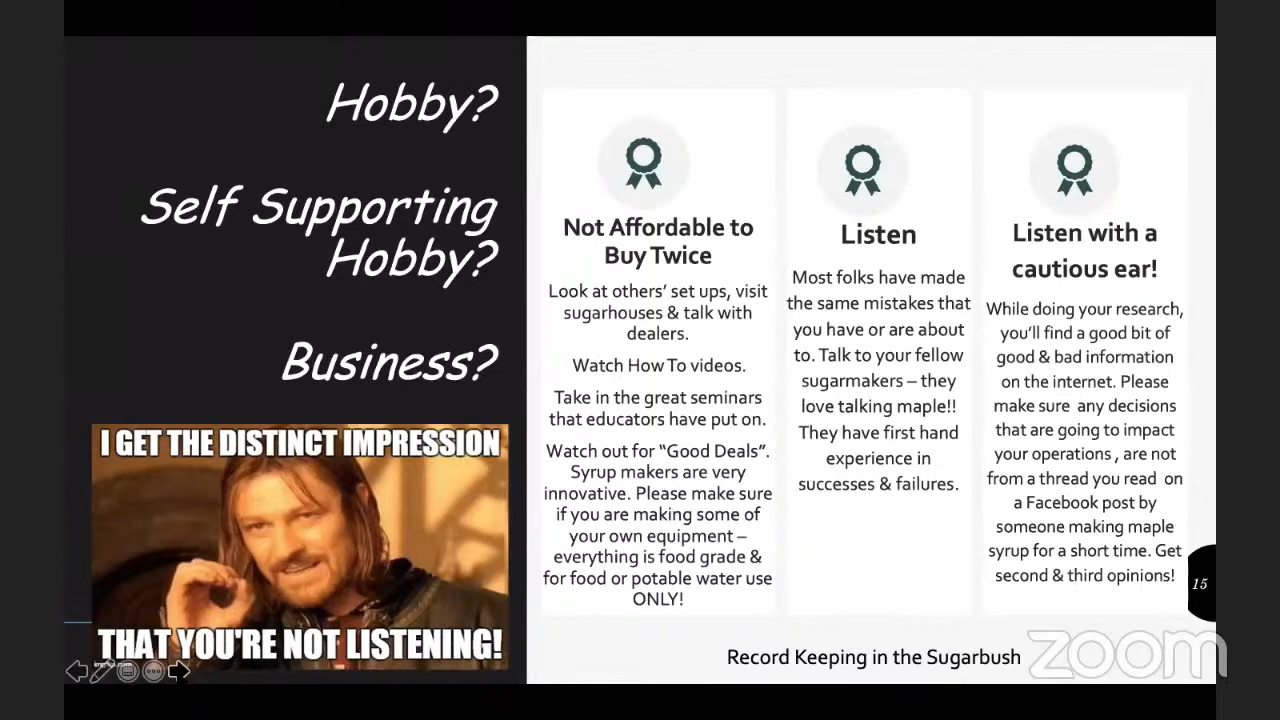 Hobby?
Self Supporting
Hobby?
Business?
I GET THE DISTINCT IMPRESSION
THAT YOU'RE NOT LISTENING!
Not Affordable to
Buy Twice
Look at others' set ups, visit
sugarhouses & talk with
dealers.
Watch How To videos.
Take in the great seminars
that educators have put on.
Watch out for "Good Deals".
Syrup makers are very
innovative. Please make sure
if you are making some of
your own equipment –
everything is food grade &
for food or potable water use
ONLY!
Listen
Most folks have made
the same mistakes that
you have or are about
to. Talk to your fellow
sugarmakers – they
love talking maple!!
They have first hand
experience in
successes & failures.
Listen with a
cautious ear!
While doing your research,
you'll find a good bit of
good & bad information
on the internet. Please
make sure any decisions
that are going to impact
your operations , are not
from a thread you read on
a Facebook post by
someone making maple
syrup for a short time. Get
second & third opinions!
15
Record Keeping in the Sugarbush
zoom